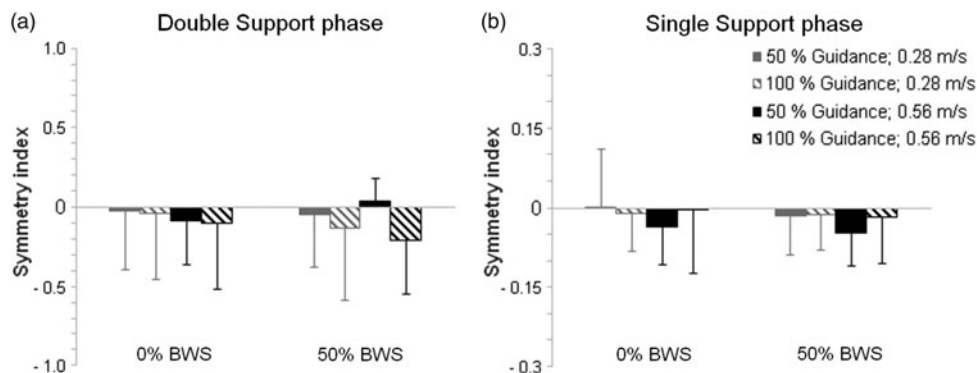 (a) Double Support phase
1.0
0.5
0
- 0.5
- 1.0
Symmetry index
0% BWS 50% BWS
(b) Single Support phase
0.3
0.15
0
- 0.15
- 0.3
Symmetry index
50 % Guidance; 0.28 m/s
100 % Guidance; 0.28 m/s
50 % Guidance; 0.56 m/s
100 % Guidance; 0.56 m/s
0% BWS 50% BWS